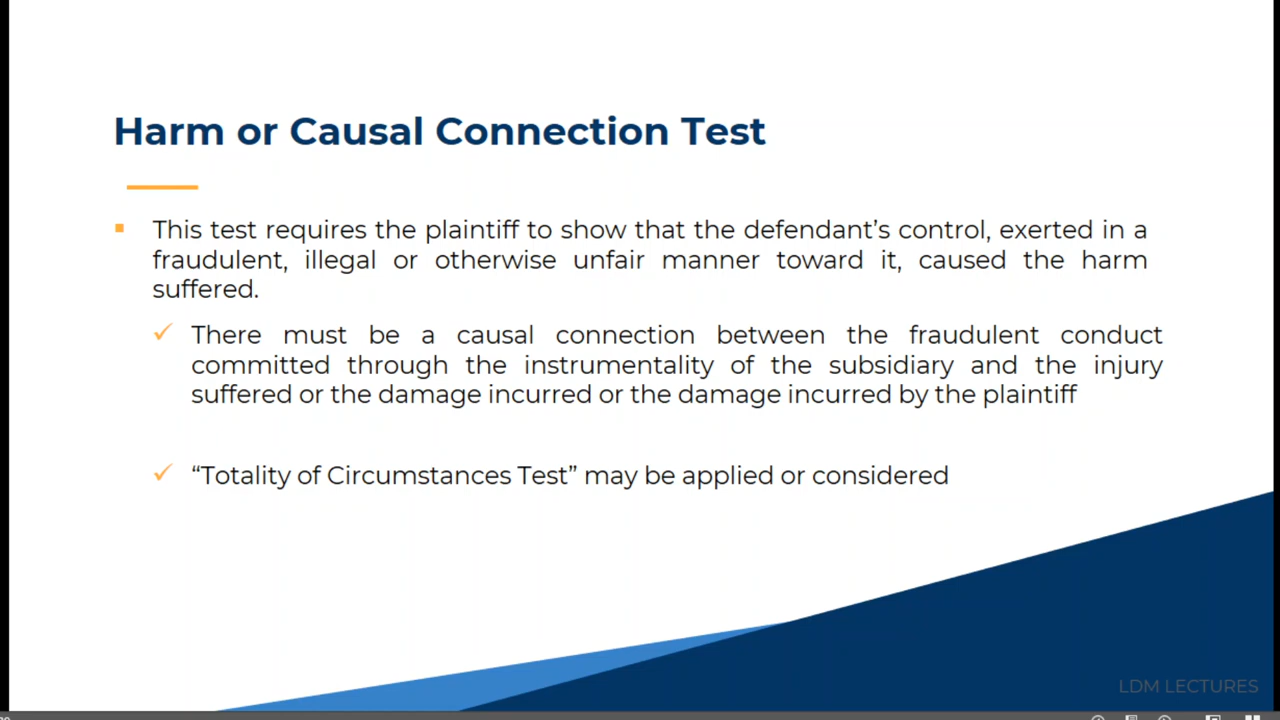 Harm or Causal Connection Test
This test requires the plaintiff to show that the defendant’s control, exerted in a
fraudulent, illegal or otherwise unfair manner toward it, caused the harm
suffered.
There must be a causal connection between the fraudulent conduct
committed through the instrumentality of the subsidiary and the injury
suffered or the damage incurred or the damage incurred by the plaintiff
“Totality of Circumstances Test” may be applied or considered
LDM LECTURES